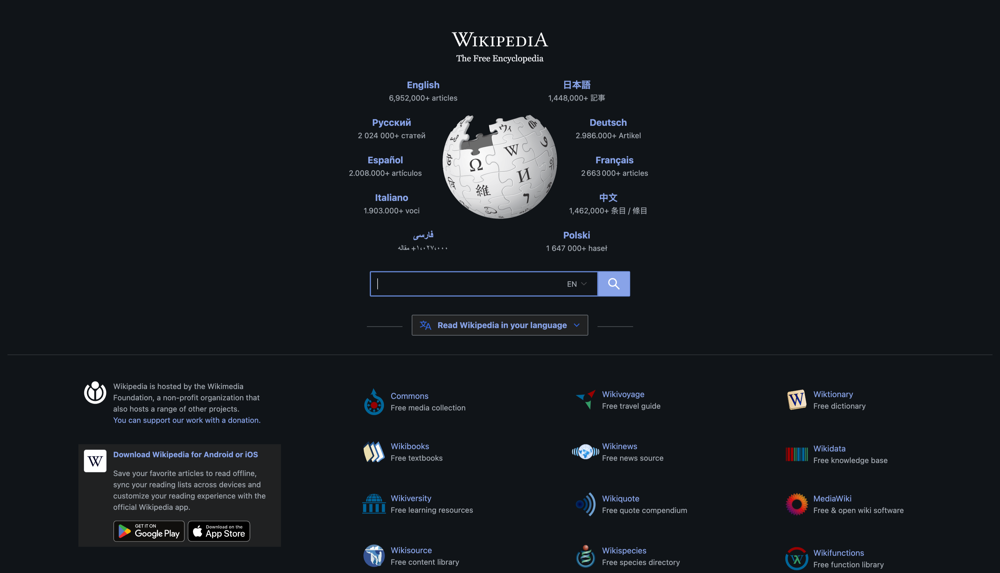 WIKIPEDIA
The Free Encyclopedia
English
6,952,000+ articles
日本語
1,448,000+ 記事
Русский
2 024 000+ статей
Deutsch
2.986.000+ Artikel
Español
2.008.000+ artículos
Français
2 663 000+ articles
Italiano
1.903.000+ voci
中文
1,462,000+ 条目 / 條目
فارسی
۱٬۰۲۷٬۰۰۰+ مقاله
Polski
1 647 000+ haseł
Ω
W
И
維
ウィ
위
EN
文A Read Wikipedia in your language
Wikipedia is hosted by the Wikimedia
Foundation, a non-profit organization that
also hosts a range of other projects.
You can support our work with a donation.
W
Download Wikipedia for Android or iOS
Save your favorite articles to read offline,
sync your reading lists across devices and
customize your reading experience with the
official Wikipedia app.
GET IT ON
Google Play
Download on the
App Store
Commons
Free media collection
Wikivoyage
Free travel guide
W
Wiktionary
Free dictionary
Wikibooks
Free textbooks
Wikinews
Free news source
Wikidata
Free knowledge base
Wikiversity
Free learning resources
Wikiquote
Free quote compendium
MediaWiki
Free & open wiki software
Wikisource
Free content library
Wikispecies
Free species directory
Wikifunctions
Free function library